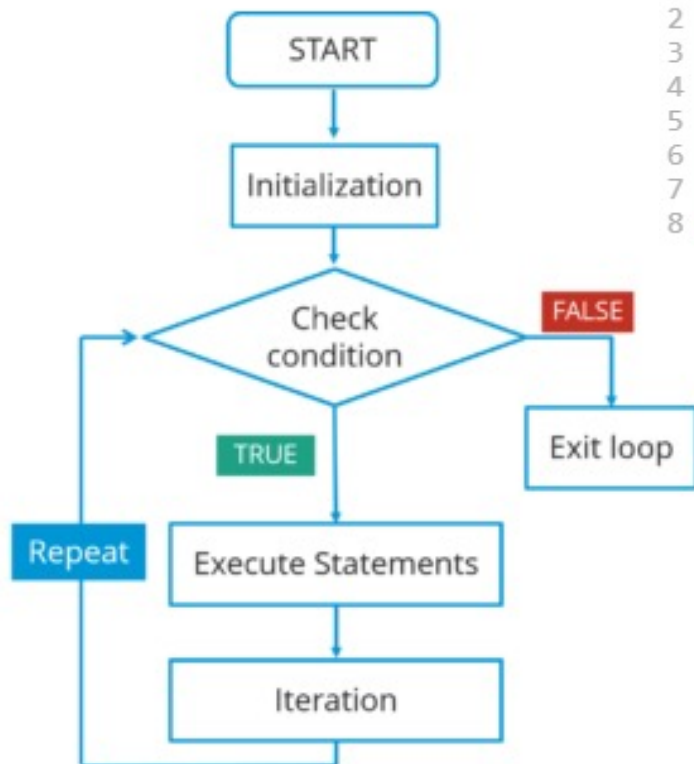 START
2
3
4
5
6
7
8
Initialization
Check
condition
FALSE
TRUE
Exit loop
Repeat
Execute Statements
Iteration